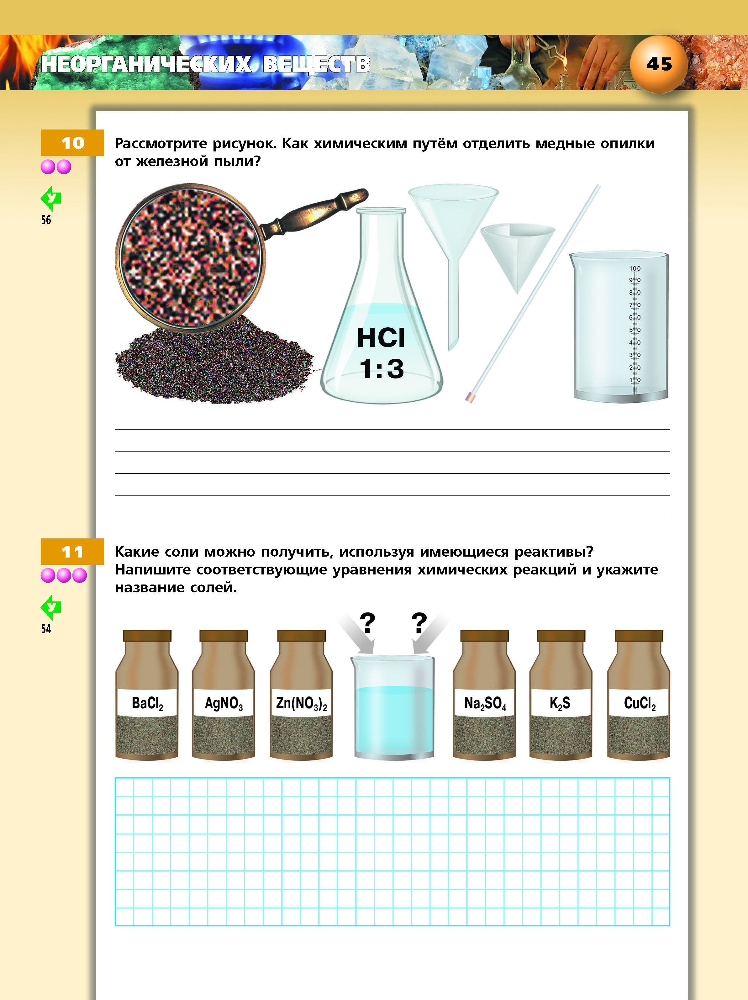 НЕОРГАНИЧЕСКИХ ВЕЩЕСТВ
45
10
Рассмотрите рисунок. Как химическим путём отделить медные опилки
от железной пыли?
У
56
HCl
1:3
100
90
80
70
60
50
40
30
20
10
11
Какие соли можно получить, используя имеющиеся реактивы?
Напишите соответствующие уравнения химических реакций и укажите
название солей.
У
54
? ?
BaCl₂ AgNO₃ Zn(NO₃)₂ Na₂SO₄ K₂S CuCl₂